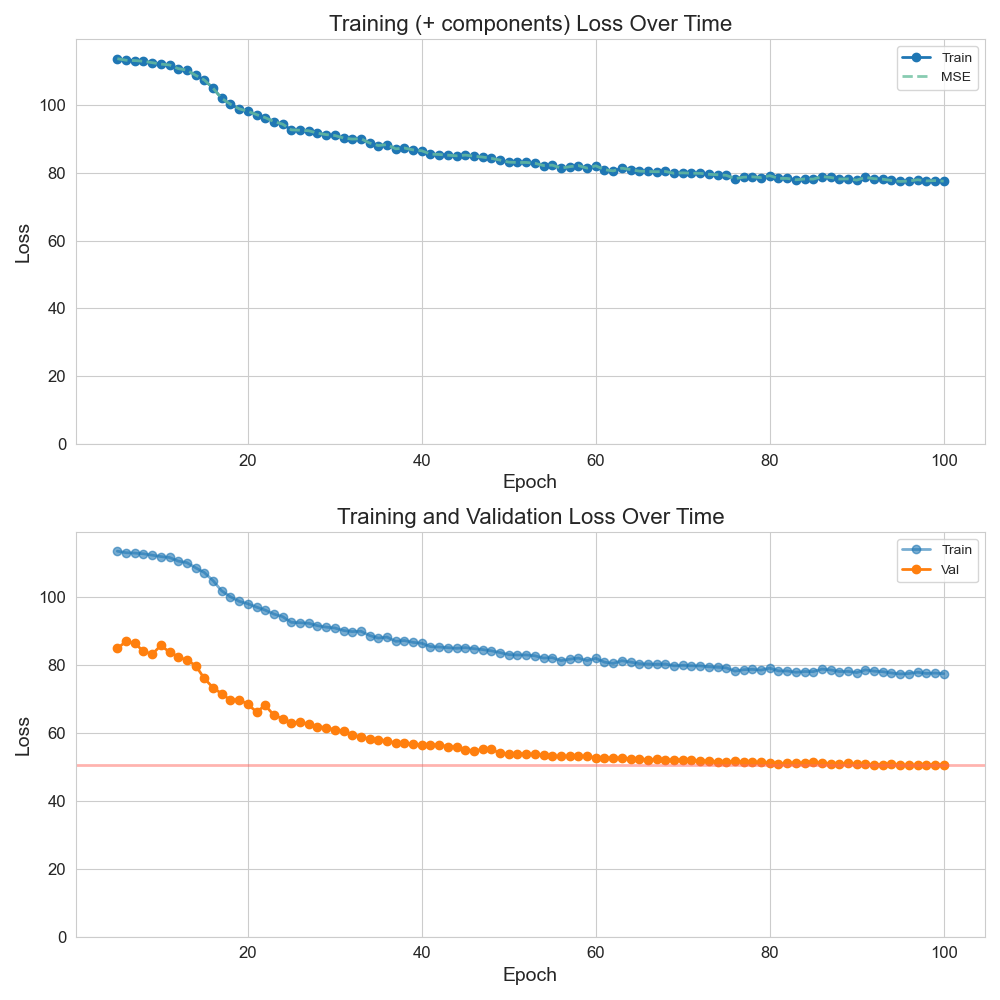 Training (+ components) Loss Over Time
Train
MSE
100
80
60
40
20
0
Loss
20 40 60 80 100
Epoch
Training and Validation Loss Over Time
Train
Val
100
80
60
40
20
0
Loss
20 40 60 80 100
Epoch